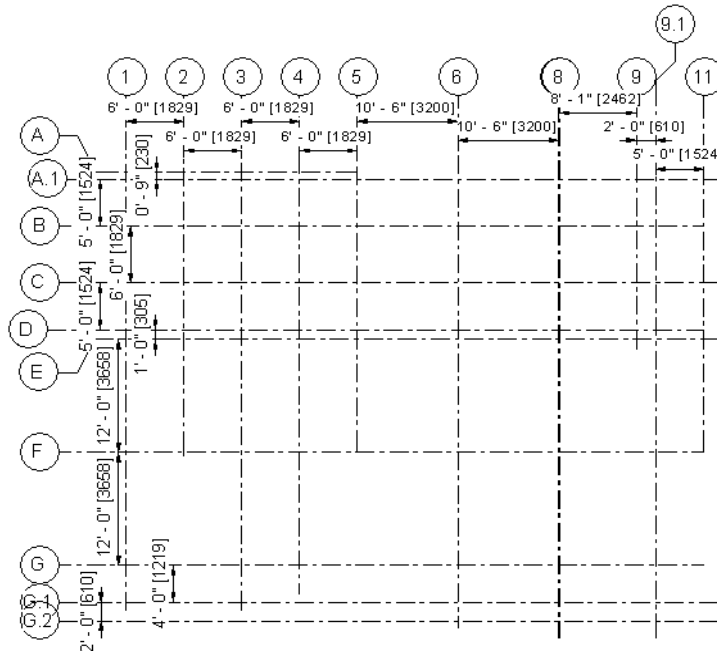 9.1
1 2 3 4 5 6 8 9 11
6' - 0" [1829] 6' - 0" [1829] 10' - 6" [3200] 8' - 1" [2462]
6' - 0" [1829] 6' - 0" [1829] 10' - 6" [3200] 2' - 0" [610]
5' - 0" [1524
A
A.1
B
C
D
E
F
G
G.1
G.2
5' - 0" [1524]
0' - 9" [230]
6' - 0" [1829]
5' - 0" [1524]
1' - 0" [305]
12' - 0" [3658]
12' - 0" [3658]
4' - 0" [1219]
2' - 0" [610]